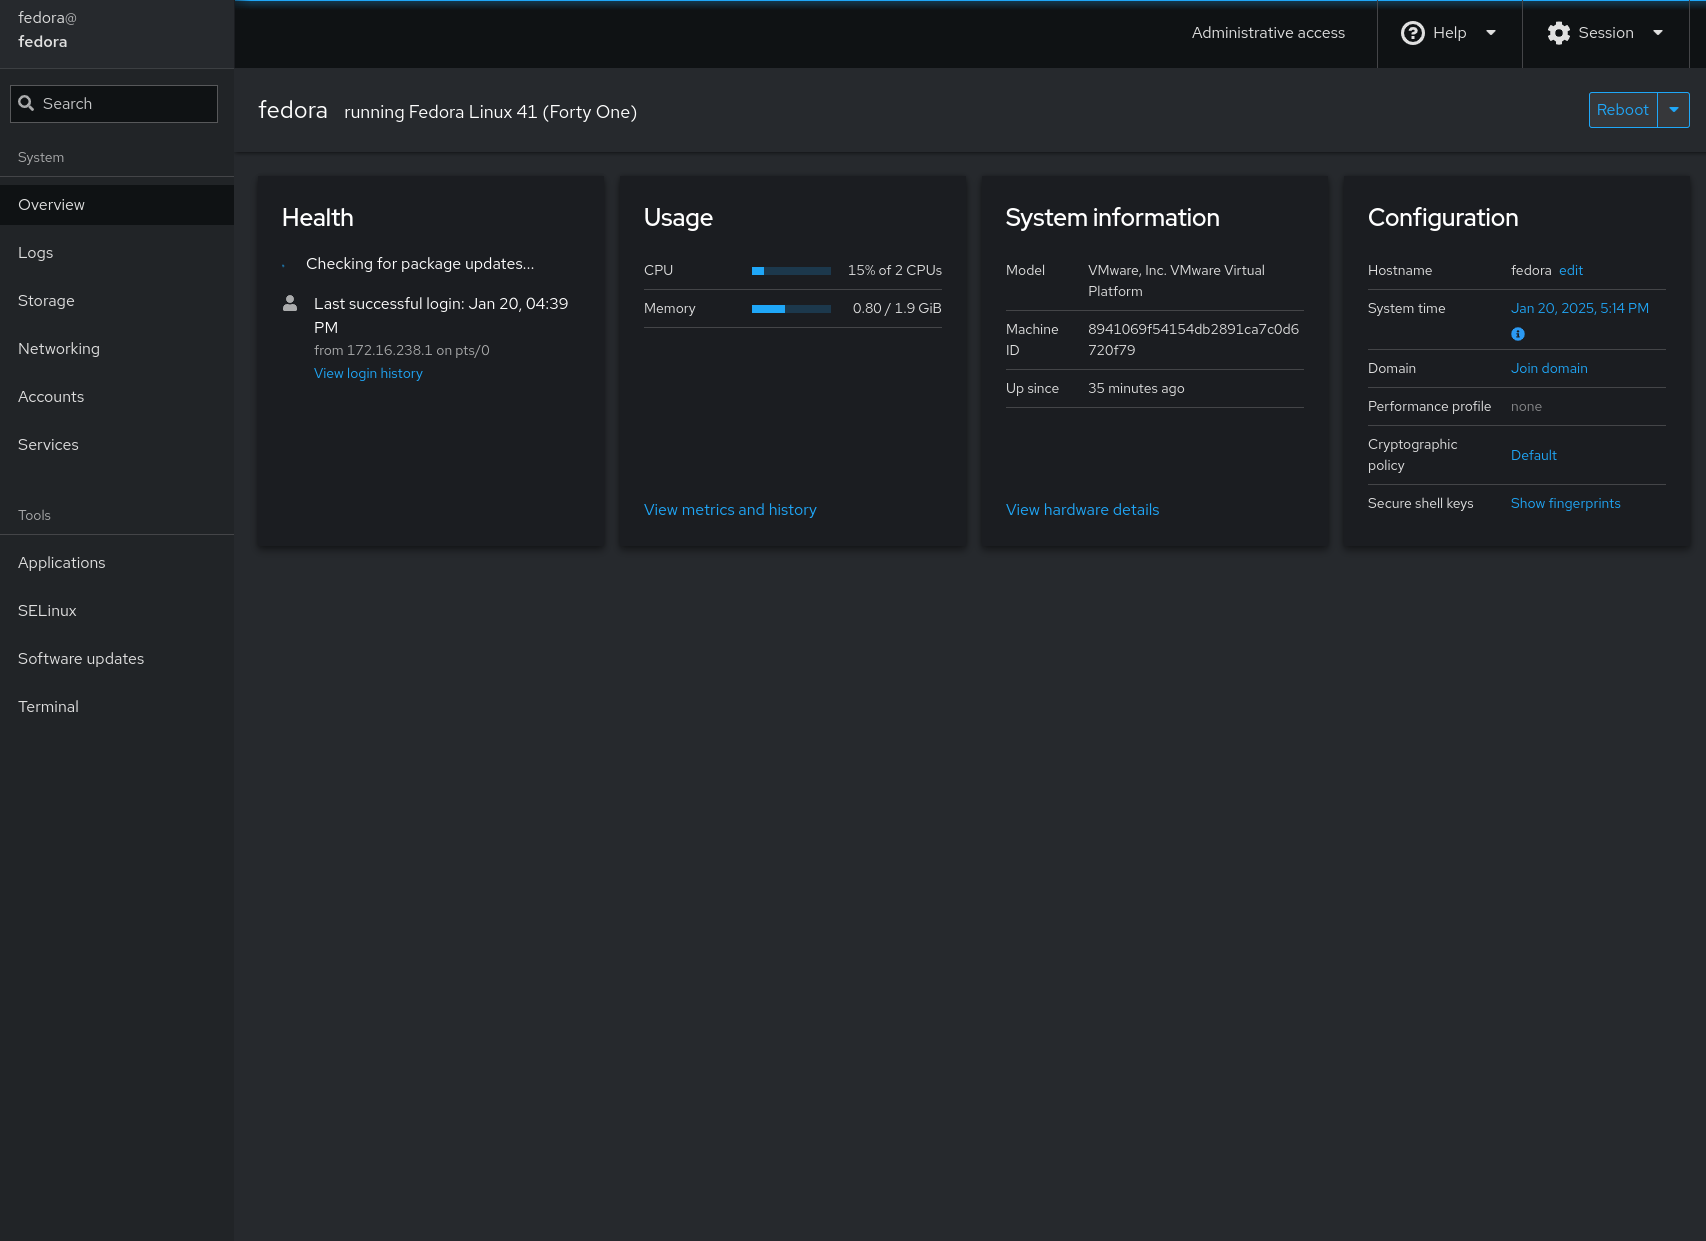 fedora@
fedora
Administrative access
Help
Session
Search
System
Overview
Logs
Storage
Networking
Accounts
Services
Tools
Applications
SELinux
Software updates
Terminal
fedora running Fedora Linux 41 (Forty One)
Reboot
Health
Checking for package updates...
Last successful login: Jan 20, 04:39
PM
from 172.16.238.1 on pts/0
View login history
Usage
CPU 15% of 2 CPUs
Memory 0.80 / 1.9 GiB
View metrics and history
System information
Model VMware, Inc. VMware Virtual
Platform
Machine 8941069f54154db2891ca7c0d6
ID 720f79
Up since 35 minutes ago
View hardware details
Configuration
Hostname fedora edit
System time Jan 20, 2025, 5:14 PM
Domain Join domain
Performance profile none
Cryptographic
policy Default
Secure shell keys Show fingerprints